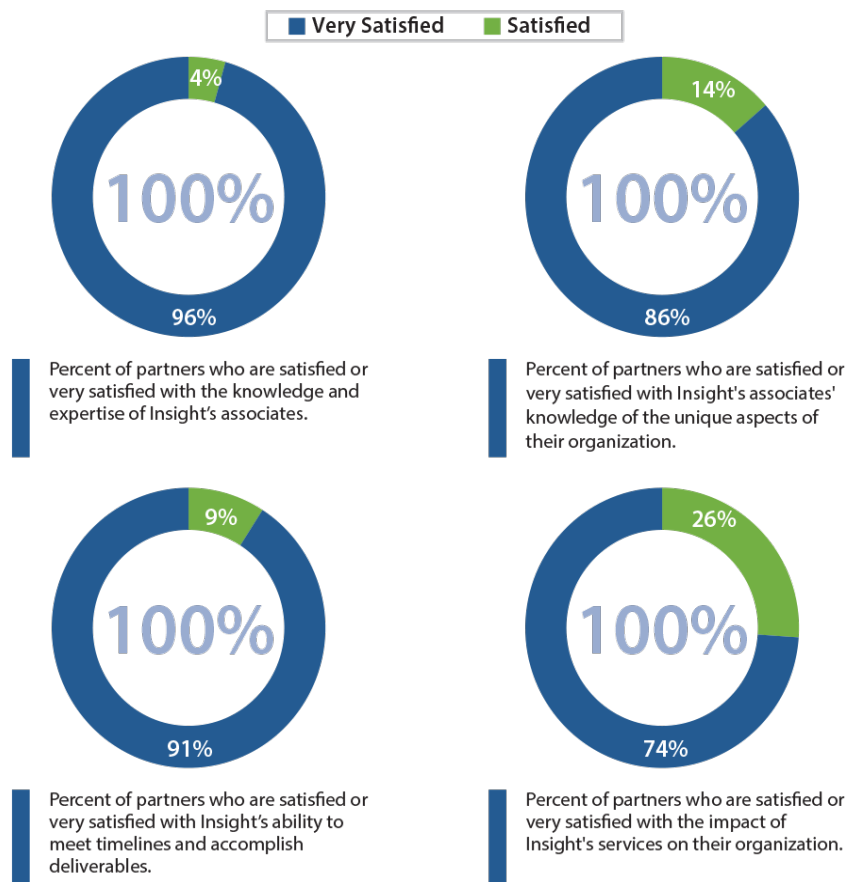 Very Satisfied Satisfied
4%
100%
96%
Percent of partners who are satisfied or
very satisfied with the knowledge and
expertise of Insight’s associates.
14%
100%
86%
Percent of partners who are satisfied or
very satisfied with Insight's associates'
knowledge of the unique aspects of
their organization.
9%
100%
91%
Percent of partners who are satisfied or
very satisfied with Insight’s ability to
meet timelines and accomplish
deliverables.
26%
100%
74%
Percent of partners who are satisfied or
very satisfied with the impact of
Insight's services on their organization.